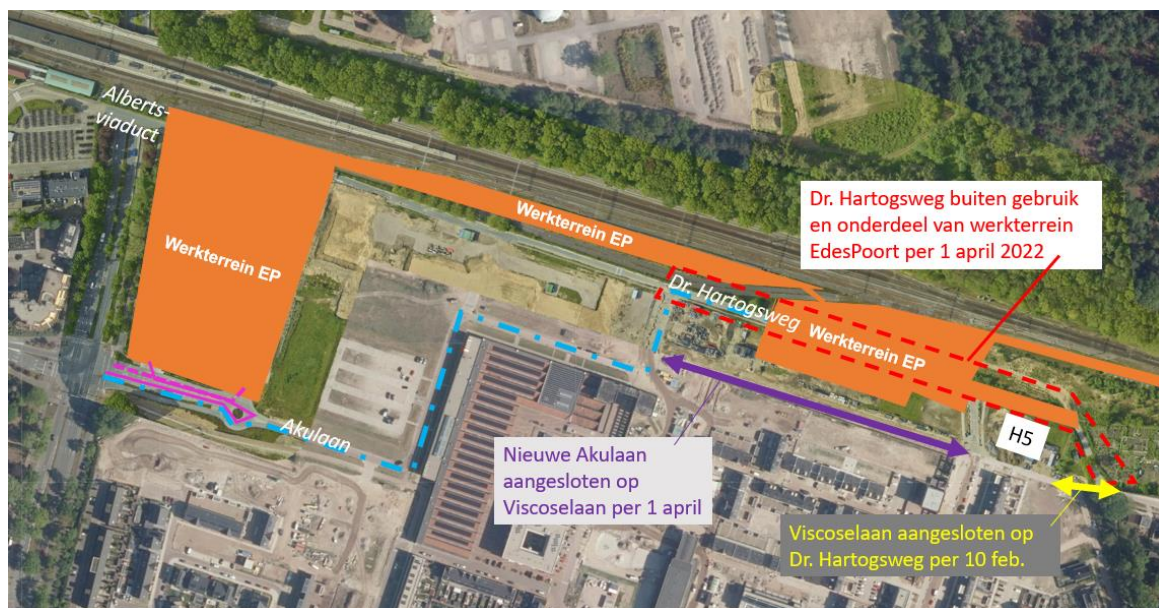 Alberts-
viaduct
Werkterrein EP
Werkterrein EP
Dr. Hartogsweg buiten gebruik
en onderdeel van werkterrein
EdesPoort per 1 april 2022
Dr. Hartogsweg
Werkterrein EP
Akulaan
Nieuwe Akulaan
aangesloten op
Viscoselaan per 1 april
H5
Viscoselaan aangesloten op
Dr. Hartogsweg per 10 feb.